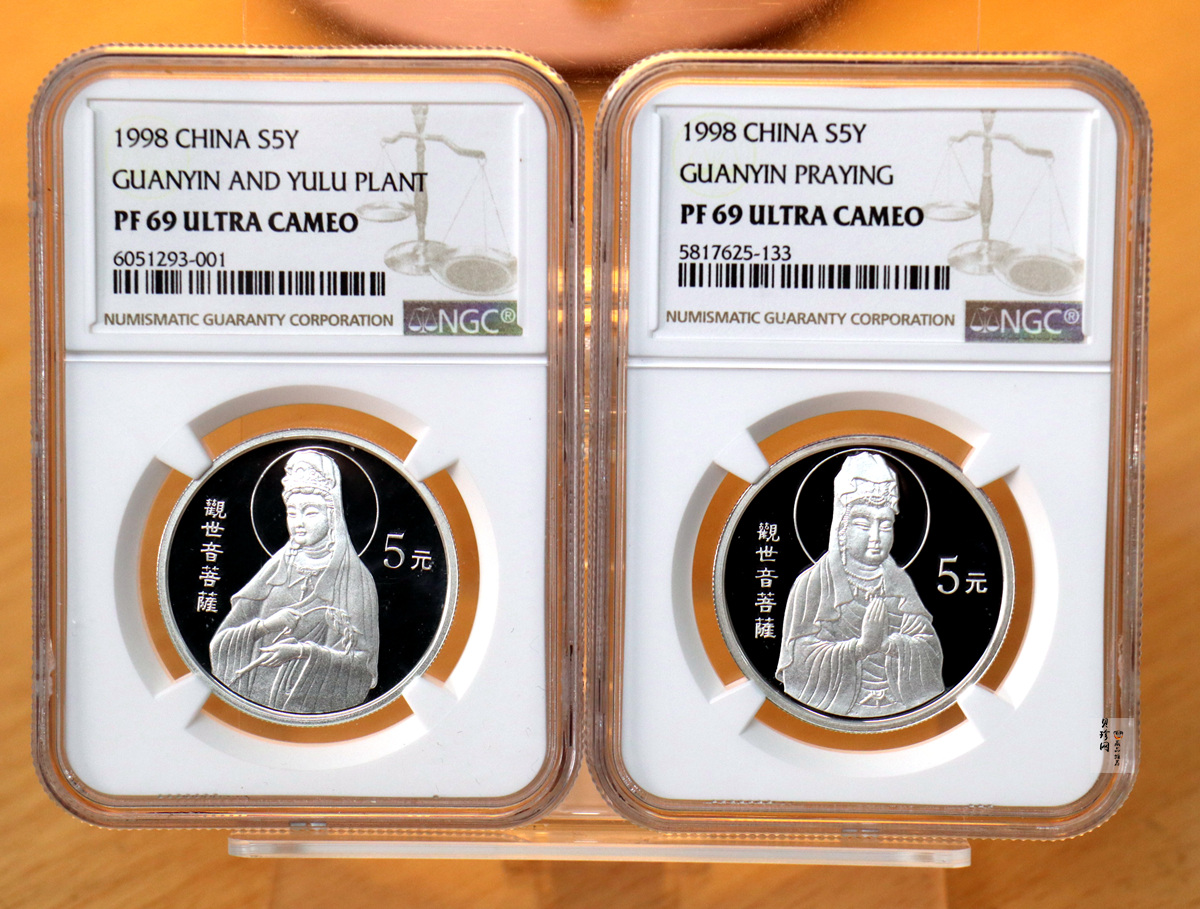 1998 CHINA S5Y
GUANYIN AND YULU PLANT
PF 69 ULTRA CAMEO
6051293-001
NUMISMATIC GUARANTY CORPORATION
NGC®
觀世音菩薩
5元
1998 CHINA S5Y
GUANYIN PRAYING
PF 69 ULTRA CAMEO
5817625-133
NUMISMATIC GUARANTY CORPORATION
NGC®
觀世音菩薩
5元